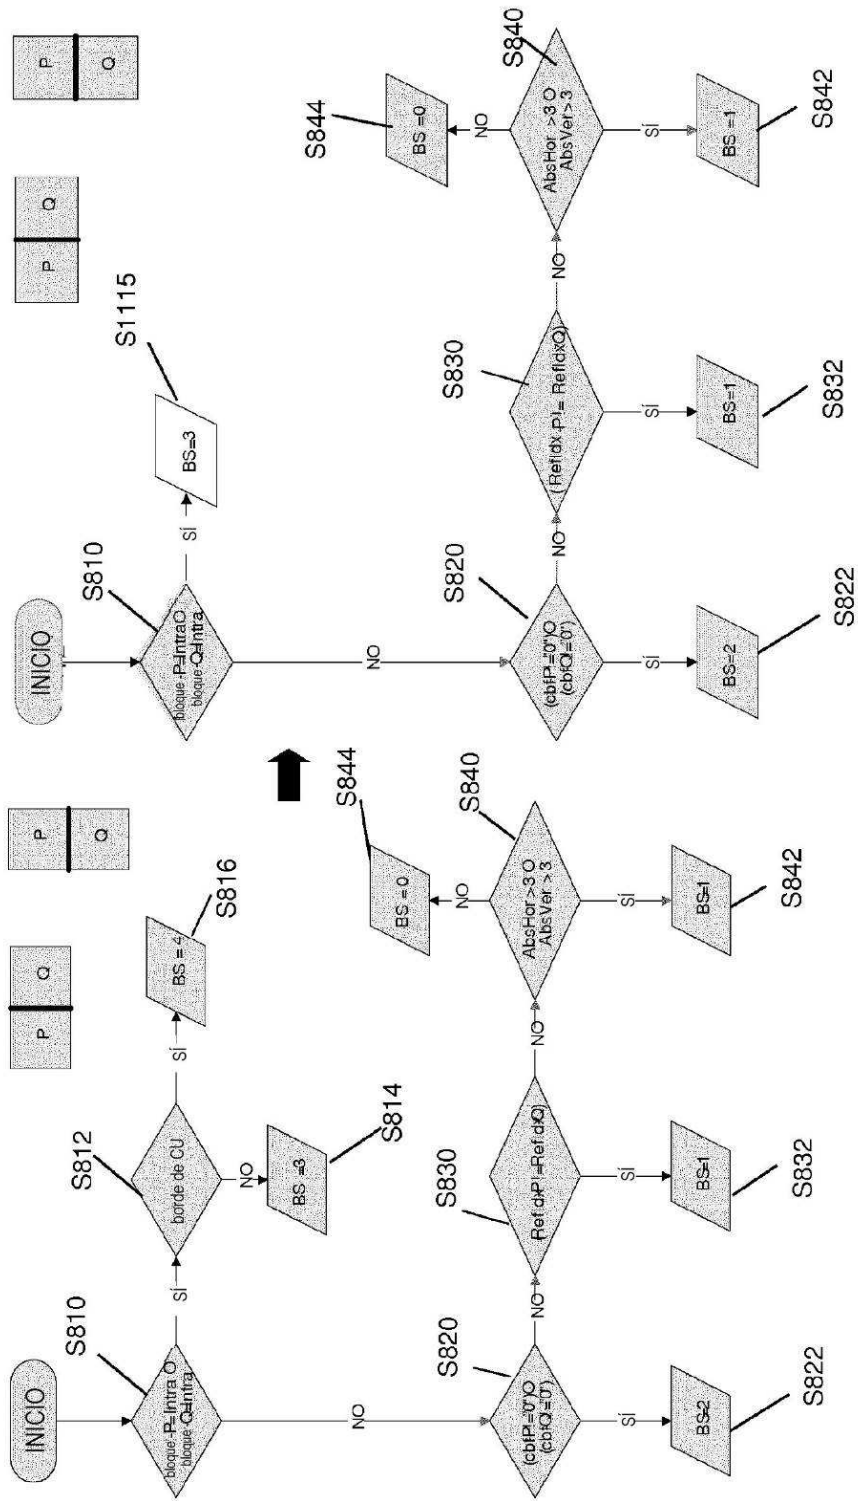 INICIO
bloque-P=Intra O
bloque-Q=Intra
S810
SÍ
borde de CU
S812
SÍ
BS = 4
S816
NO
BS =3
S814
P
Q
P
Q
NO
(cbfP!="0")O
(cbfQ!="0")
S820
SÍ
BS=2
S822
NO
RefIdxP!=RefIdxQ)
S830
SÍ
BS=1
S832
NO
AbsHor >3 O
AbsVer >3
S840
NO
BS = 0
S844
SÍ
BS=1
S842
INICIO
bloque-P=Intra O
bloque-Q=Intra
S810
SÍ
BS=3
S1115
P
Q
P
Q
NO
(cbfP!="0")O
(cbfQ!="0")
S820
SÍ
BS=2
S822
NO
( RefIdx P!= RefIdxQ)
S830
SÍ
BS=1
S832
NO
AbsHor >3 O
AbsVer >3
S840
NO
BS =0
S844
SÍ
BS =1
S842